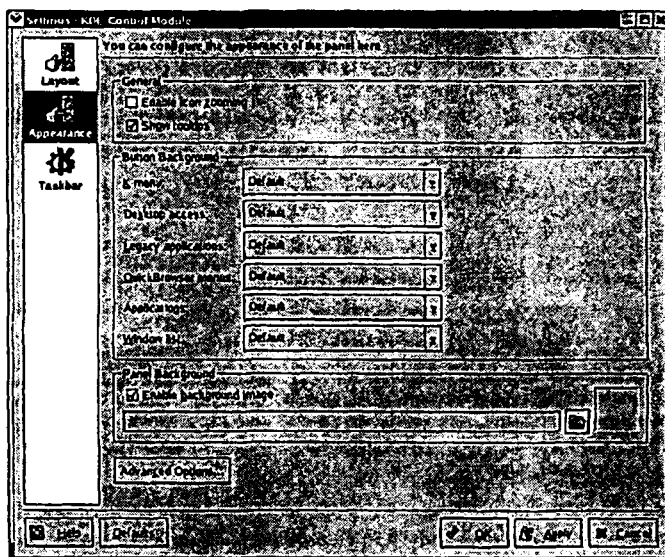 Settings - KDE Control Module
You can configure the appearance of the panel here.
Layout
Appearance
Taskbar
General
Enable icon zooming
Show tooltips
Button Background
K menu: Default
Desktop access: Default
Legacy applications: Default
QuickBrowser menus: Default
Applications: Default
Window list: Default
Panel Background
Enable background image
Advanced Options...
Help
Defaults
OK
Apply
Cancel